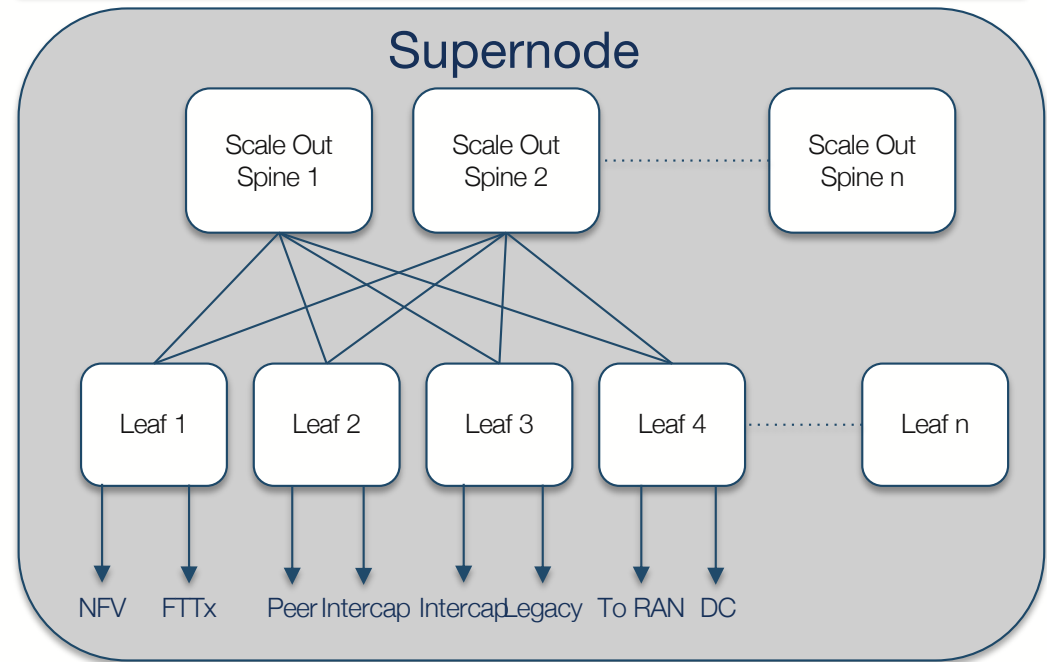 Supernode
Scale Out
Spine 1
Scale Out
Spine 2
Scale Out
Spine n
Leaf 1
Leaf 2
Leaf 3
Leaf 4
Leaf n
NFV
FTTx
Peer
Intercap
Intercap
Legacy
To RAN
DC